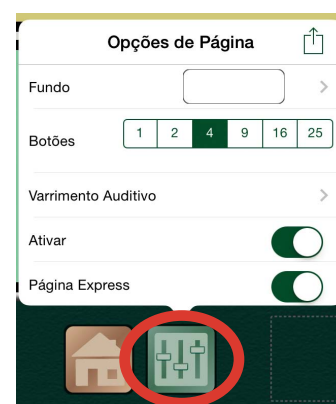 Opções de Página
Fundo
Botões 1 2 4 9 16 25
Varrimento Auditivo
Ativar
Página Express